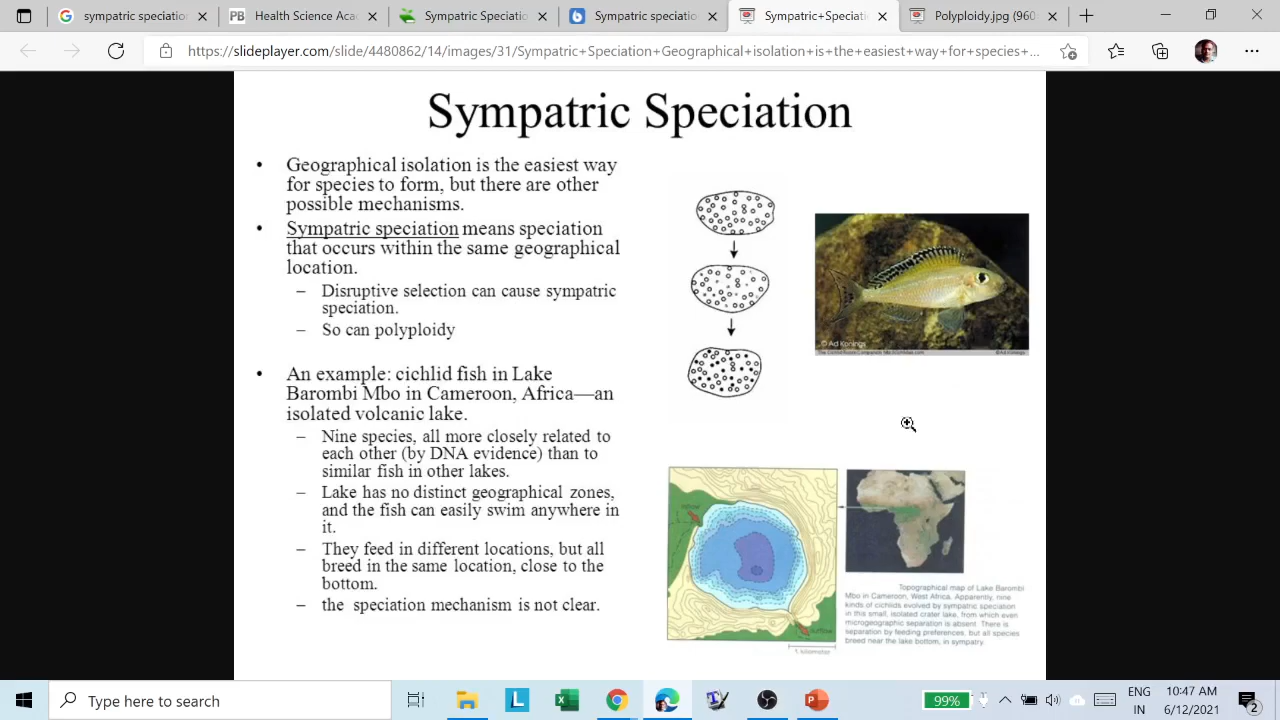 Health
Polyploidy.jpg (960
https://slideplayer.com/slide/4480862/14/images/31/Sympatric+Speciation+Geographical+isolation+is+the+easiest+way+for+species+...
Sympatric Speciation
• Geographical isolation is the easiest way
for species to form, but there are other
possible mechanisms.
• Sympatric speciation means speciation
that occurs within the same geographical
location.
– Disruptive selection can cause sympatric
speciation.
– So can polyploidy
• An example: cichlid fish in Lake
Barombi Mbo in Cameroon, Africa—an
isolated volcanic lake.
– Nine species, all more closely related to
each other (by DNA evidence) than to
similar fish in other lakes.
– Lake has no distinct geographical zones,
and the fish can easily swim anywhere in
it.
– They feed in different locations, but all
breed in the same location, close to the
bottom.
– the speciation mechanism is not clear.
© Ad Konings
©Ad Konings
Inflow
Outflow
1 kilometer
Topographical map of Lake Barombi
Mbo in Cameroon, West Africa. Apparently, nine
kinds of cichlids evolved by sympatric speciation
in this small, isolated crater lake, from which even
microgeographic separation is absent. There is
separation by feeding preferences, but all species
breed near the lake bottom, in sympatry.
Type here to search
99%
ENG
IN
10:47 AM
6/12/2021
2